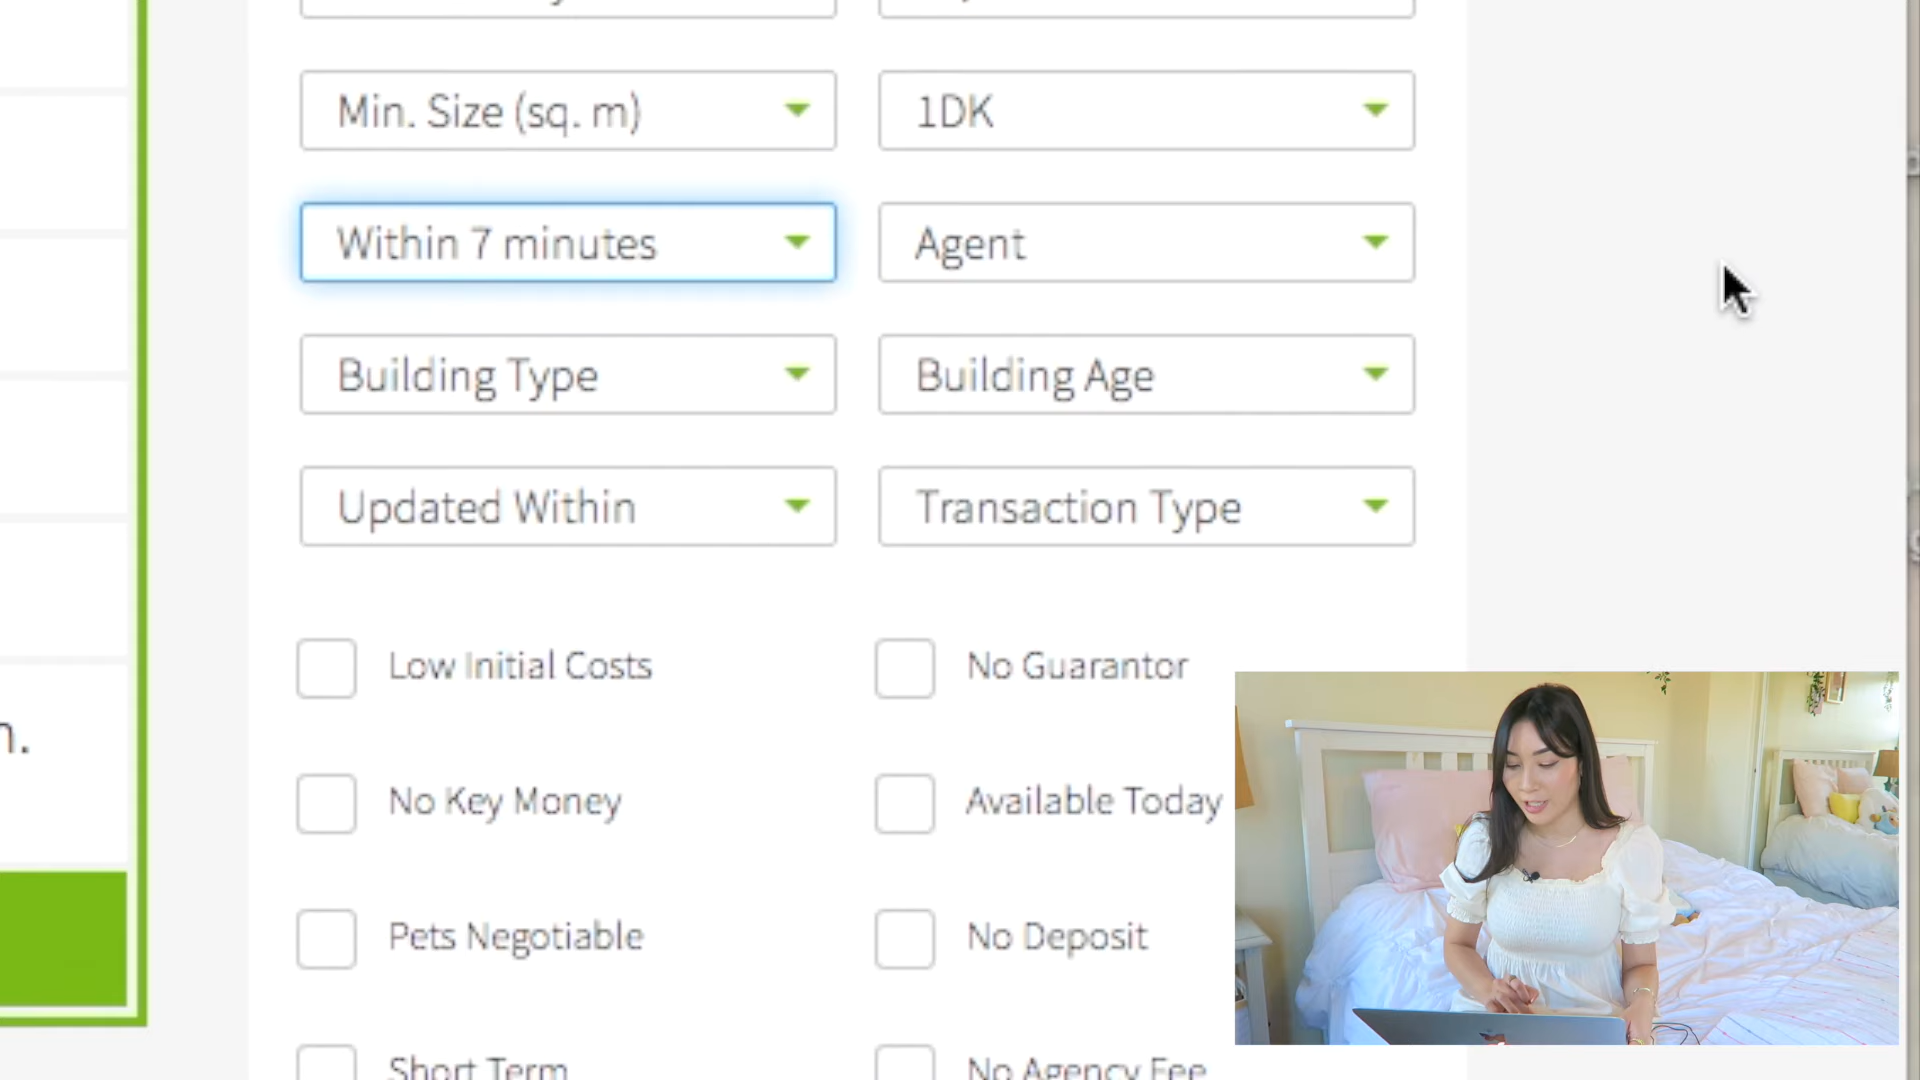 Min. Size (sq. m)
1DK
Within 7 minutes
Agent
Building Type
Building Age
Updated Within
Transaction Type
Low Initial Costs
No Guarantor
No Key Money
Available Today
n.
Pets Negotiable
No Deposit
Short Term
No Agency Fee